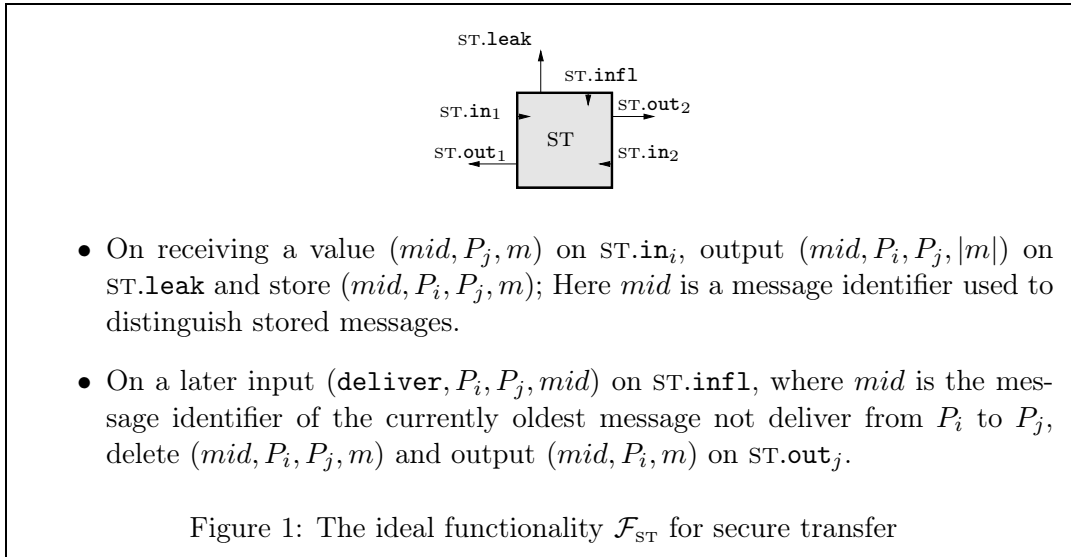 ST.leak
ST.infl
ST.in₁
ST.out₂
ST
ST.out₁
ST.in₂
• On receiving a value (mid, Pⱼ, m) on ST.inᵢ, output (mid, Pᵢ, Pⱼ, |m|) on
ST.leak and store (mid, Pᵢ, Pⱼ, m); Here mid is a message identifier used to
distinguish stored messages.
• On a later input (deliver, Pᵢ, Pⱼ, mid) on ST.infl, where mid is the mes-
sage identifier of the currently oldest message not deliver from Pᵢ to Pⱼ,
delete (mid, Pᵢ, Pⱼ, m) and output (mid, Pᵢ, m) on ST.outⱼ.
Figure 1: The ideal functionality ℱ_ST for secure transfer